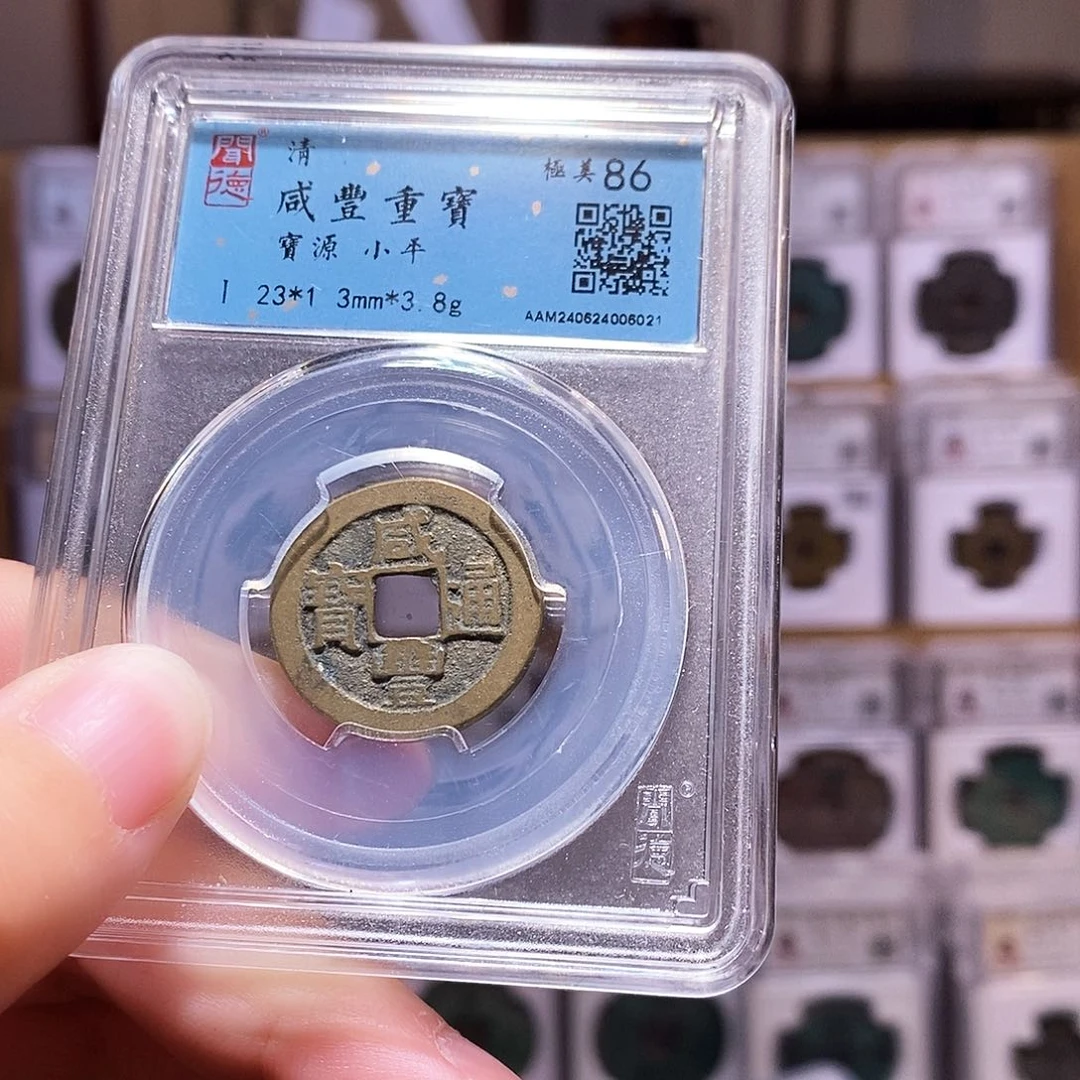 聞德®
清
極美86
咸豐重寶
寶源 小平
I 23*1 3mm*3.8g
AAM240624006021
咸豐通寶